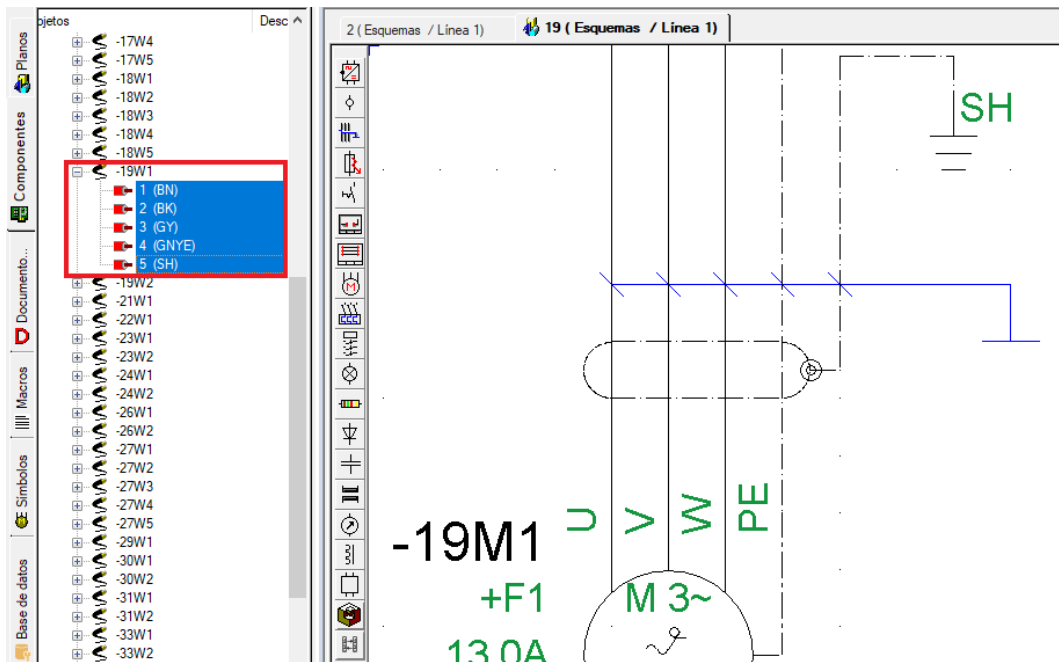 ojetos Desc
-17W4
-17W5
-18W1
-18W2
-18W3
-18W4
-18W5
-19W1
1 (BN)
2 (BK)
3 (GY)
4 (GNYE)
5 (SH)
-19W2
-21W1
-22W1
-23W1
-23W2
-24W1
-24W2
-26W1
-26W2
-27W1
-27W2
-27W3
-27W4
-27W5
-29W1
-30W1
-30W2
-31W1
-31W2
-33W1
-33W2
Planos
Componentes
Documento...
Macros
Símbolos
Base de datos
2 ( Esquemas / Línea 1)
19 ( Esquemas / Línea 1)
SH
U
V
W
PE
-19M1
+F1
13.0A
M 3~